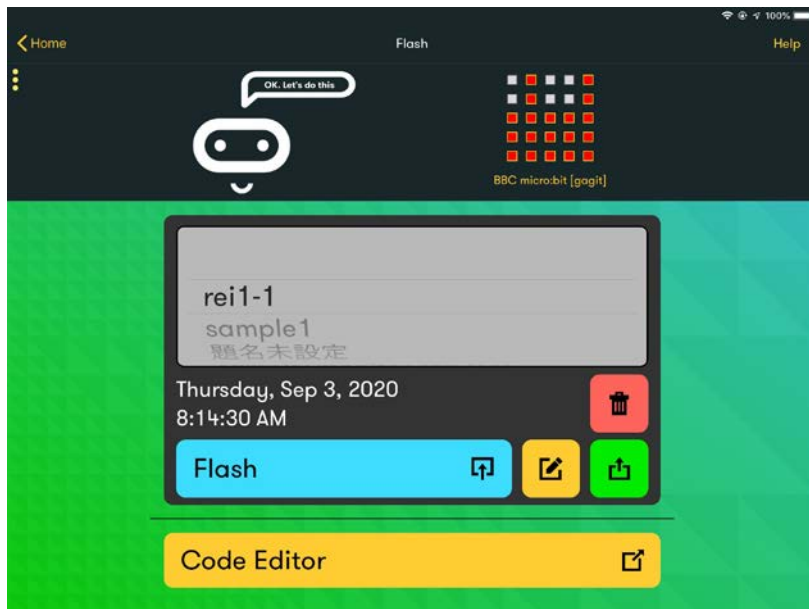 100%
Home
Flash
Help
OK. Let's do this
BBC micro:bit [gagit]
rei1-1
sample1
題名未設定
Thursday, Sep 3, 2020
8:14:30 AM
Flash
Code Editor